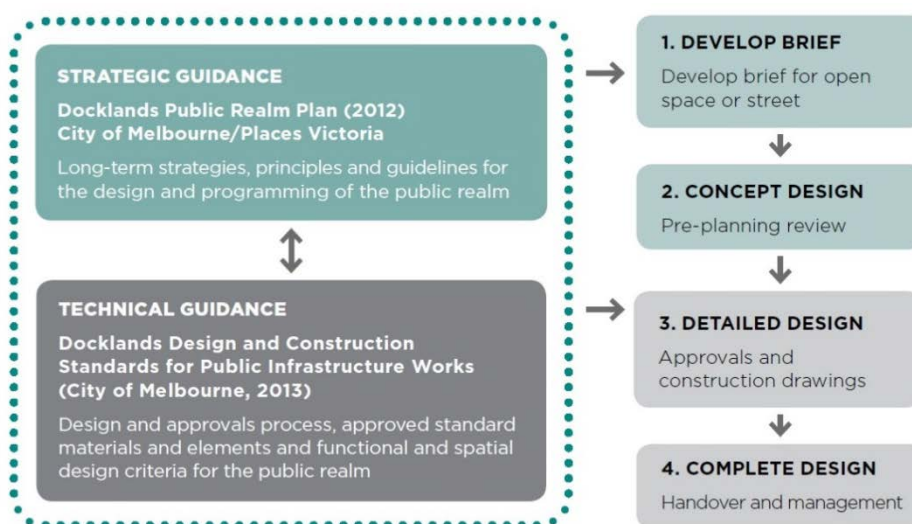 STRATEGIC GUIDANCE
Docklands Public Realm Plan (2012)
City of Melbourne/Places Victoria
Long-term strategies, principles and guidelines for
the design and programming of the public realm
TECHNICAL GUIDANCE
Docklands Design and Construction
Standards for Public Infrastructure Works
(City of Melbourne, 2013)
Design and approvals process, approved standard
materials and elements and functional and spatial
design criteria for the public realm
1. DEVELOP BRIEF
Develop brief for open
space or street
2. CONCEPT DESIGN
Pre-planning review
3. DETAILED DESIGN
Approvals and
construction drawings
4. COMPLETE DESIGN
Handover and management